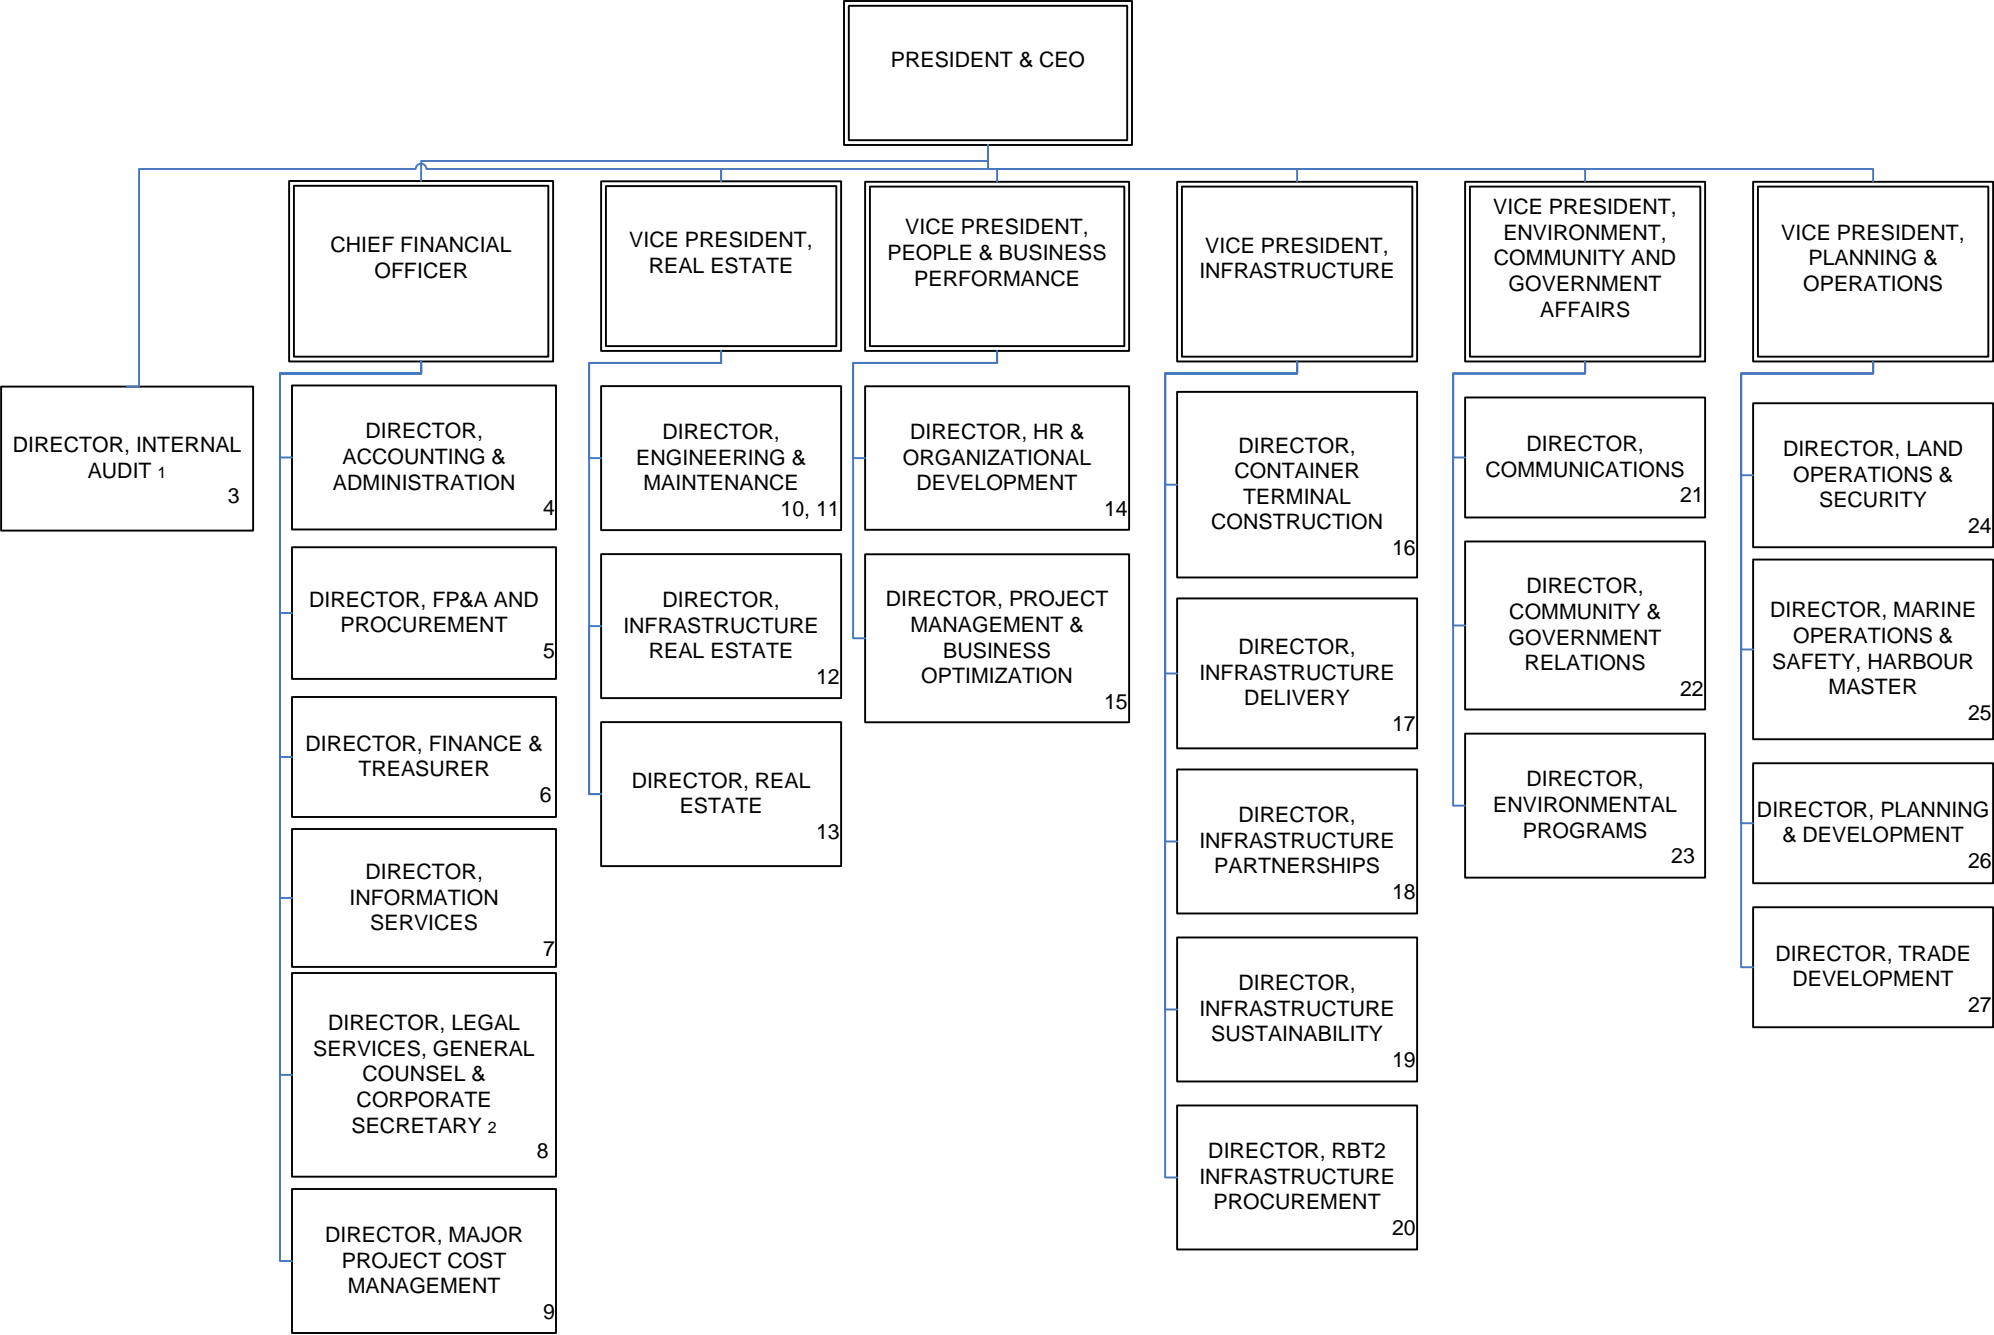 PRESIDENT & CEO
CHIEF FINANCIAL
OFFICER
VICE PRESIDENT,
REAL ESTATE
VICE PRESIDENT,
PEOPLE & BUSINESS
PERFORMANCE
VICE PRESIDENT,
INFRASTRUCTURE
VICE PRESIDENT,
ENVIRONMENT,
COMMUNITY AND
GOVERNMENT
AFFAIRS
VICE PRESIDENT,
PLANNING &
OPERATIONS
DIRECTOR, INTERNAL
AUDIT 1
3
DIRECTOR,
ACCOUNTING &
ADMINISTRATION
4
DIRECTOR, FP&A AND
PROCUREMENT
5
DIRECTOR, FINANCE &
TREASURER
6
DIRECTOR,
INFORMATION
SERVICES
7
DIRECTOR, LEGAL
SERVICES, GENERAL
COUNSEL &
CORPORATE
SECRETARY 2
8
DIRECTOR, MAJOR
PROJECT COST
MANAGEMENT
9
DIRECTOR,
ENGINEERING &
MAINTENANCE
10, 11
DIRECTOR,
INFRASTRUCTURE
REAL ESTATE
12
DIRECTOR, REAL
ESTATE
13
DIRECTOR, HR &
ORGANIZATIONAL
DEVELOPMENT
14
DIRECTOR, PROJECT
MANAGEMENT &
BUSINESS
OPTIMIZATION
15
DIRECTOR,
CONTAINER
TERMINAL
CONSTRUCTION
16
DIRECTOR,
INFRASTRUCTURE
DELIVERY
17
DIRECTOR,
INFRASTRUCTURE
PARTNERSHIPS
18
DIRECTOR,
INFRASTRUCTURE
SUSTAINABILITY
19
DIRECTOR, RBT2
INFRASTRUCTURE
PROCUREMENT
20
DIRECTOR,
COMMUNICATIONS
21
DIRECTOR,
COMMUNITY &
GOVERNMENT
RELATIONS
22
DIRECTOR,
ENVIRONMENTAL
PROGRAMS
23
DIRECTOR, LAND
OPERATIONS &
SECURITY
24
DIRECTOR, MARINE
OPERATIONS &
SAFETY, HARBOUR
MASTER
25
DIRECTOR, PLANNING
& DEVELOPMENT
26
DIRECTOR, TRADE
DEVELOPMENT
27